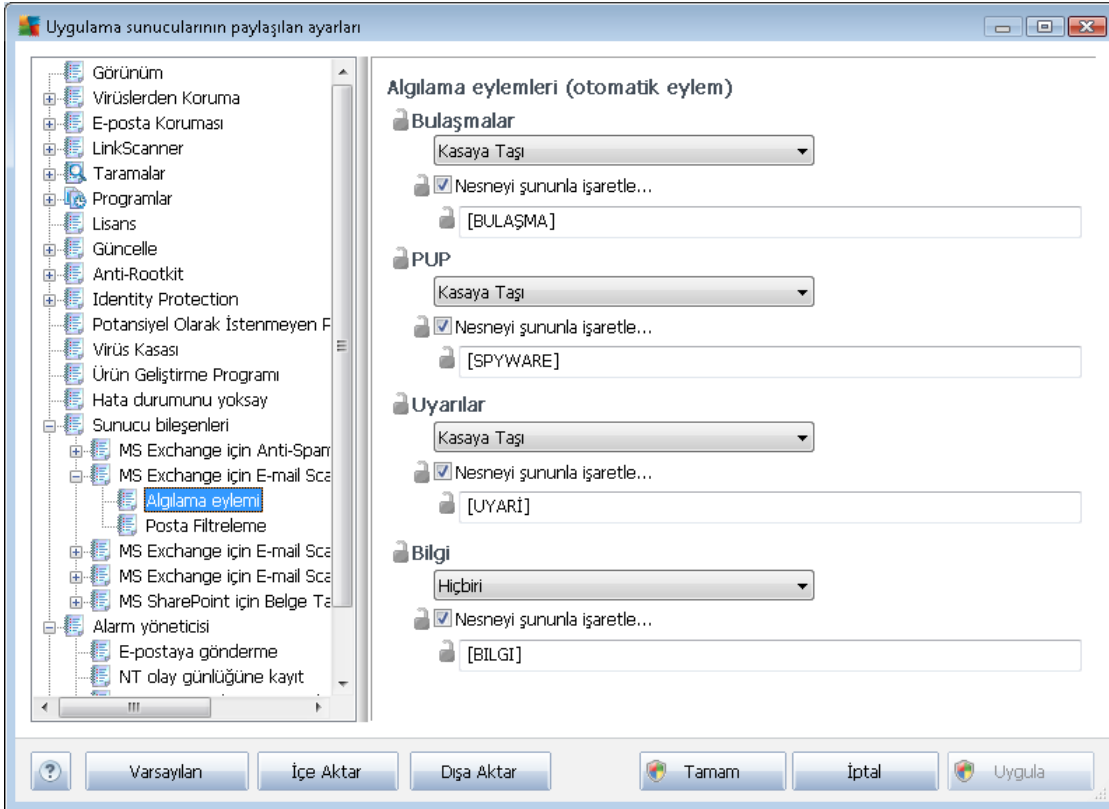 Uygulama sunucularının paylaşılan ayarları
Görünüm
Virüslerden Koruma
E-posta Koruması
LinkScanner
Taramalar
Programlar
Lisans
Güncelle
Anti-Rootkit
Identity Protection
Potansiyel Olarak İstenmeyen P
Virüs Kasası
Ürün Geliştirme Programı
Hata durumunu yoksay
Sunucu bileşenleri
MS Exchange için Anti-Spam
MS Exchange için E-mail Sca
Algılama eylemi
Posta Filtreleme
MS Exchange için E-mail Sca
MS Exchange için E-mail Sca
MS SharePoint için Belge Ta
Alarm yöneticisi
E-postaya gönderme
NT olay günlüğüne kayıt
Algılama eylemleri (otomatik eylem)
Bulaşmalar
Kasaya Taşı
Nesneyi şununla işaretle...
[BULAŞMA]
PUP
Kasaya Taşı
Nesneyi şununla işaretle...
[SPYWARE]
Uyarılar
Kasaya Taşı
Nesneyi şununla işaretle...
[UYARİ]
Bilgi
Hiçbiri
Nesneyi şununla işaretle...
[BILGI]
? Varsayılan İçe Aktar Dışa Aktar Tamam İptal Uygula